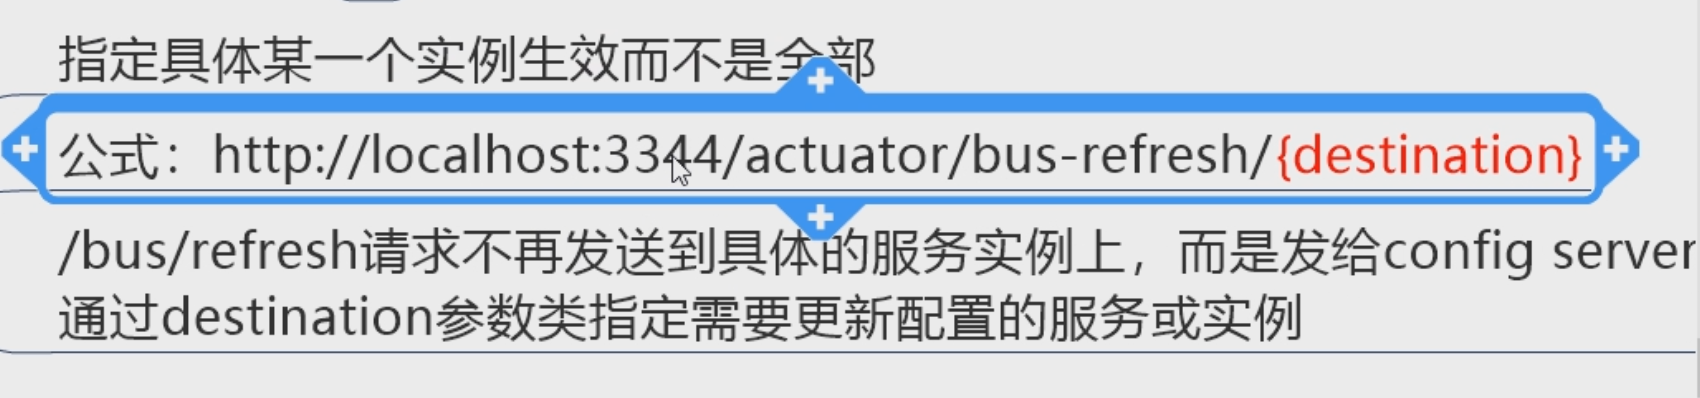 指定具体某一个实例生效而不是全部
公式：http://localhost:3344/actuator/bus-refresh/{destination}
/bus/refresh请求不再发送到具体的服务实例上，而是发给config server
通过destination参数类指定需要更新配置的服务或实例